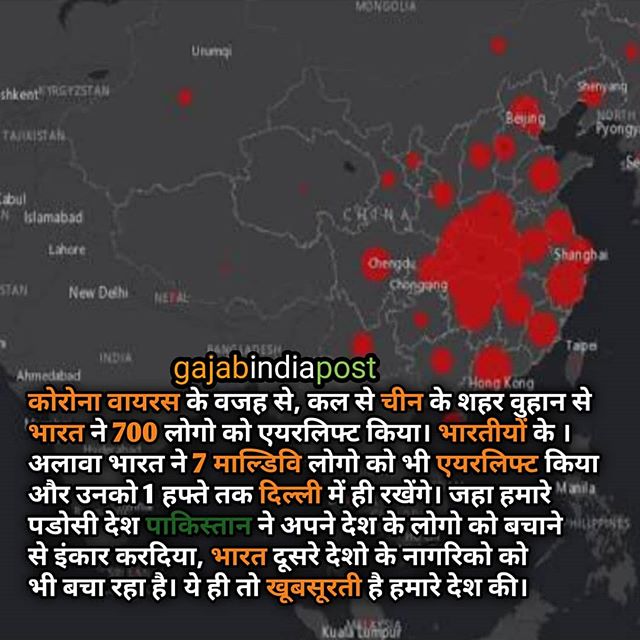 MONGOLIA
Urumqi
shkent
KYRGYZSTAN
Shenyang
Beijing
NORTH
Pyongy
TAJIKISTAN
Se
abul
Islamabad
CHINA
Lahore
Shanghai
Chengdu
STAN
Chongqing
New Delhi
NEPAL
Taipei
BANGLADESH
INDIA
Ahmedabad
gajabindiapost
Hong Kong
कोरोना वायरस के वजह से, कल से चीन के शहर वुहान से
भारत ने 700 लोगो को एयरलिफ्ट किया। भारतीयों के ।
अलावा भारत ने 7 माल्डिवि लोगो को भी एयरलिफ्ट किया
और उनको 1 हफ्ते तक दिल्ली में ही रखेंगे। जहा हमारे
Manila
पडोसी देश पाकिस्तान ने अपने देश के लोगो को बचाने
PHILIPPINES
से इंकार करदिया, भारत दूसरे देशो के नागरिको को
भी बचा रहा है। ये ही तो खूबसूरती है हमारे देश की।
MALAYSIA
Kuala Lumpur